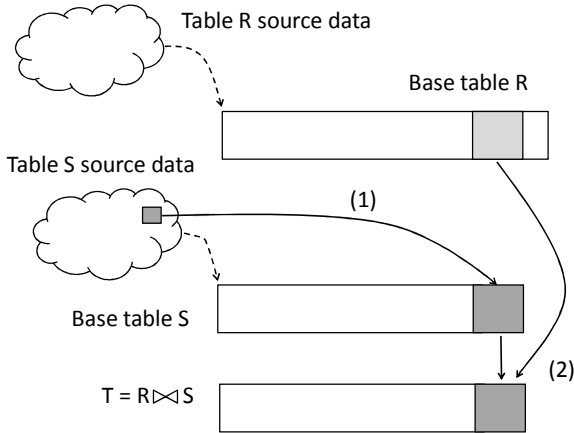 Table R source data
Base table R
Table S source data
(1)
Base table S
(2)
T = R⋈S